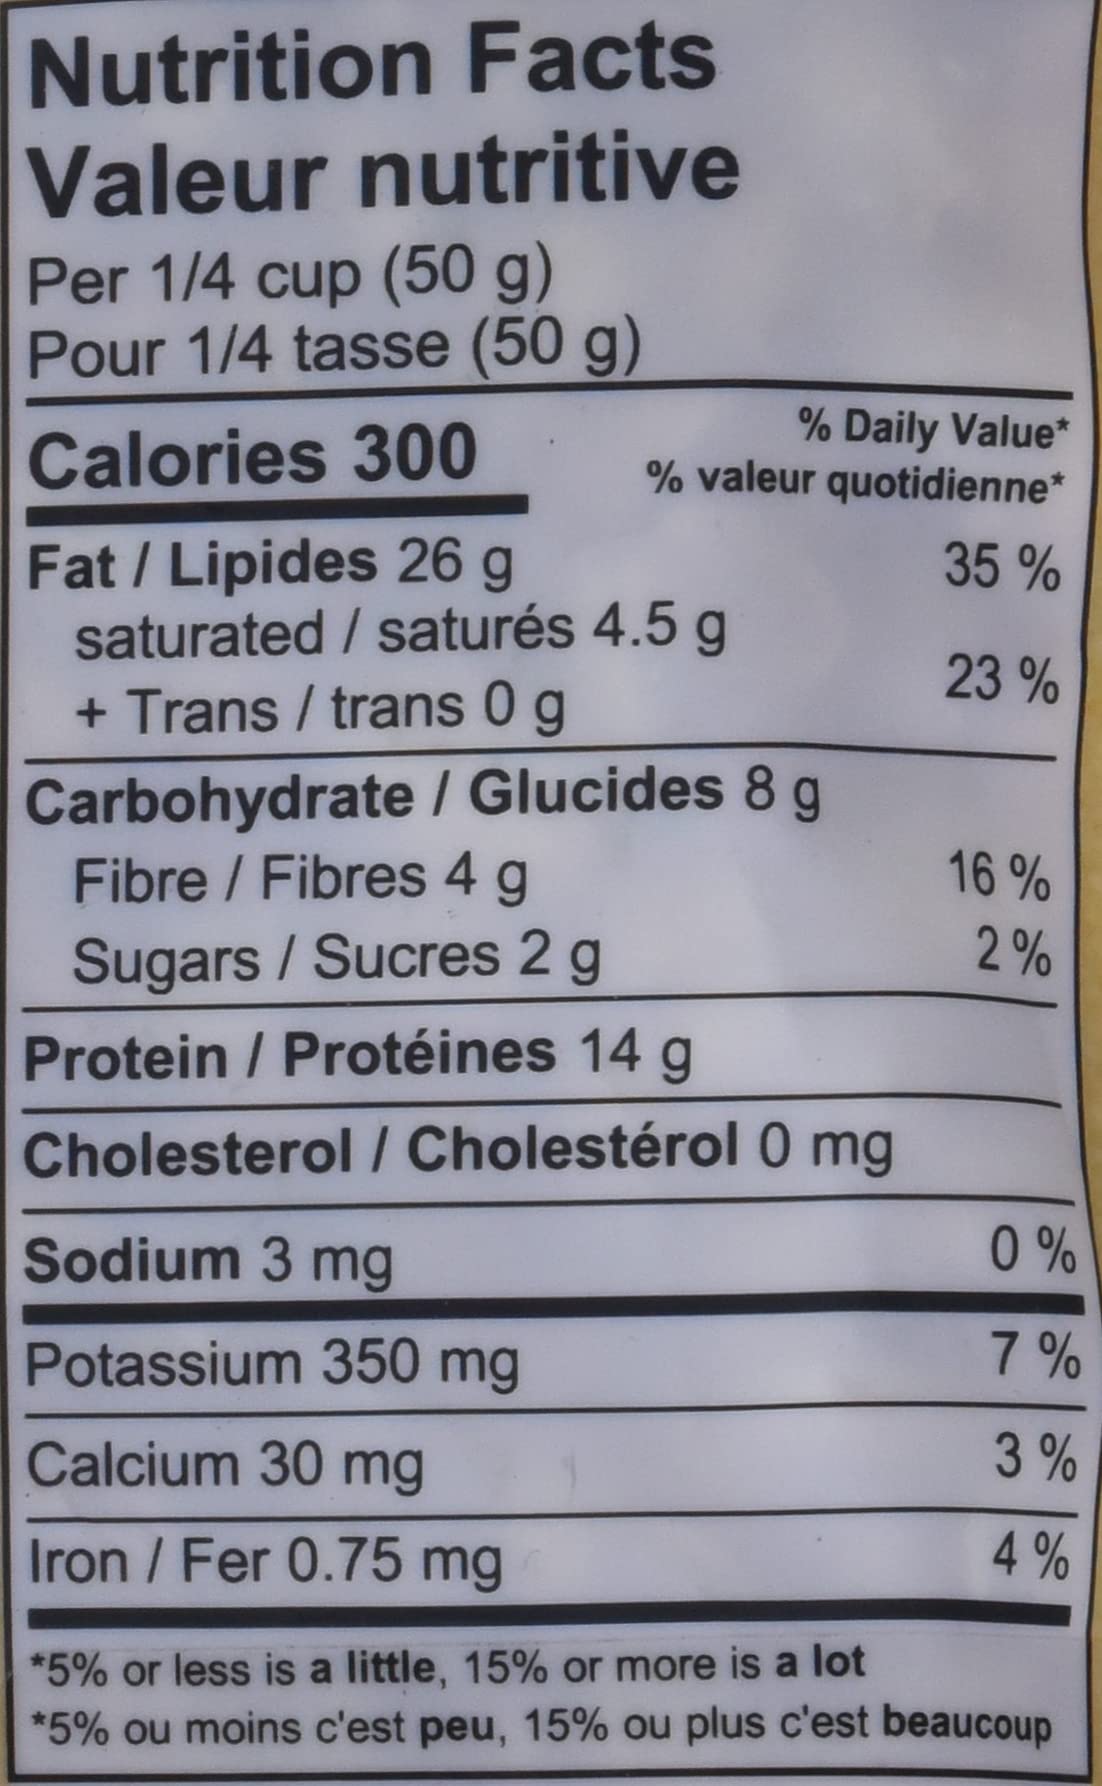 Nutrition Facts
Valeur nutritive
Per 1/4 cup (50 g)
Pour 1/4 tasse (50 g)
% Daily Value*
Calories 300
% valeur quotidienne*
Fat / Lipides 26 g 35 %
saturated / saturés 4.5 g
+ Trans / trans 0 g 23 %
Carbohydrate / Glucides 8 g
Fibre / Fibres 4 g 16 %
Sugars / Sucres 2 g 2 %
Protein / Protéines 14 g
Cholesterol / Cholestérol 0 mg
Sodium 3 mg 0 %
Potassium 350 mg 7 %
Calcium 30 mg 3 %
Iron / Fer 0.75 mg 4 %
*5% or less is a little, 15% or more is a lot
*5% ou moins c'est peu, 15% ou plus c'est beaucoup